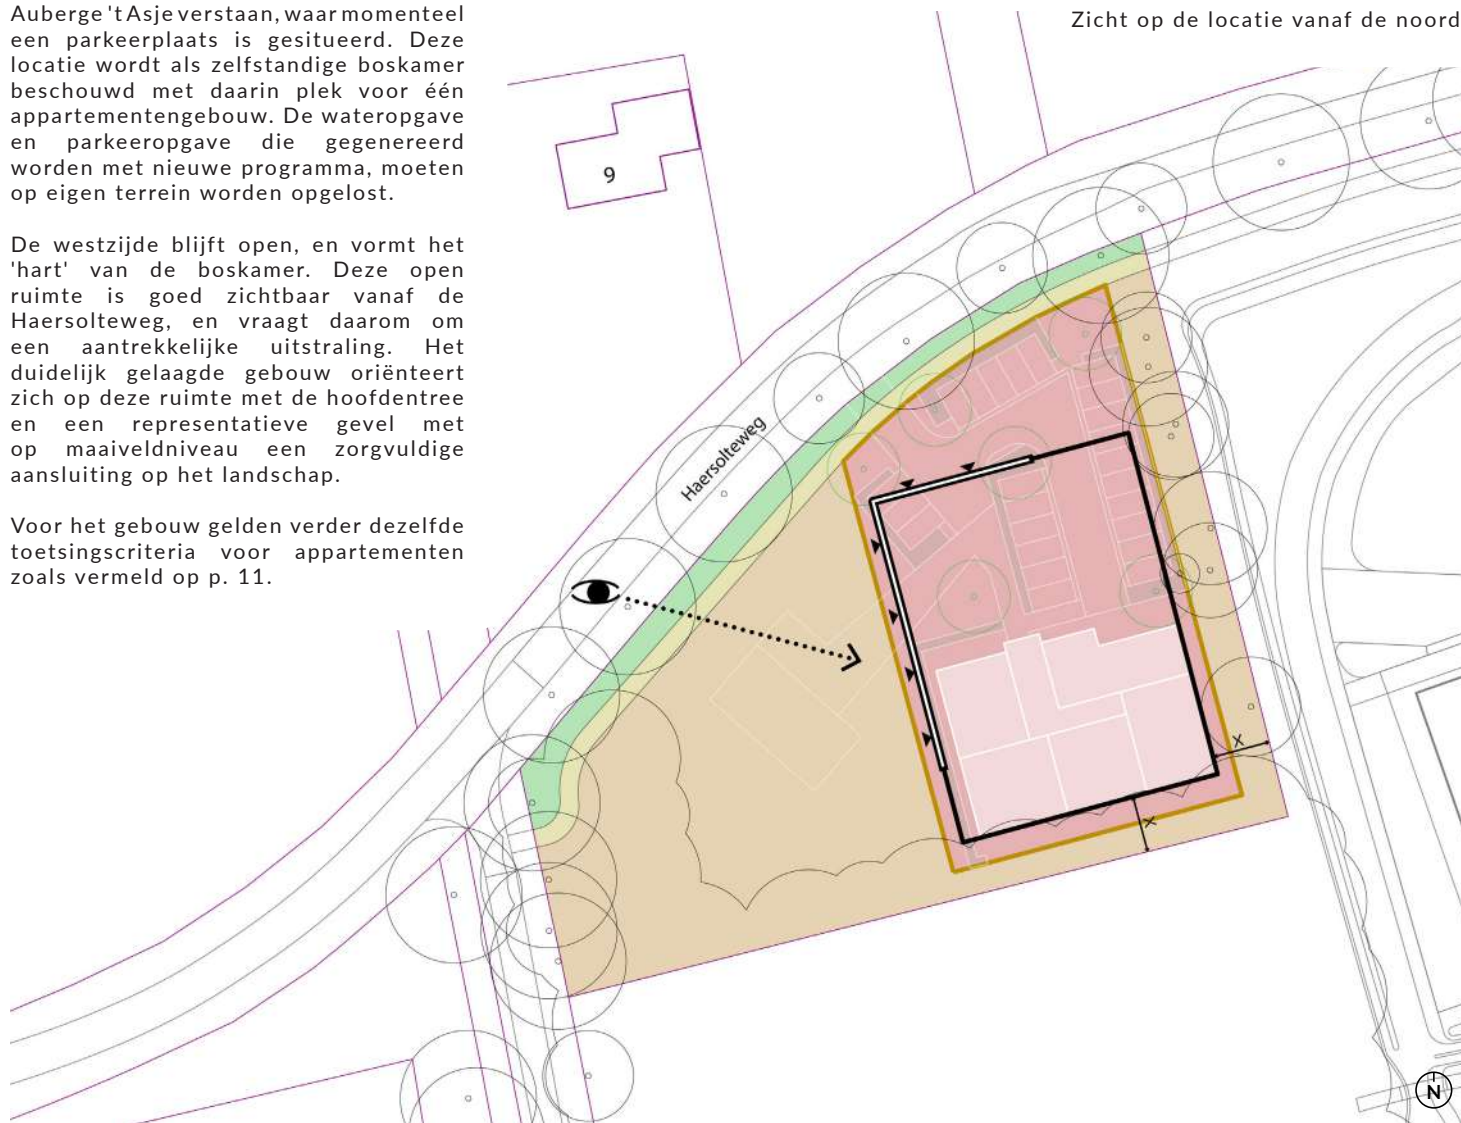 Auberge 't Asje verstaan, waar momenteel
een parkeerplaats is gesitueerd. Deze
locatie wordt als zelfstandige boskamer
beschouwd met daarin plek voor één
appartementengebouw. De wateropgave
en parkeeropgave die gegenereerd
worden met nieuwe programma, moeten
op eigen terrein worden opgelost.
De westzijde blijft open, en vormt het
'hart' van de boskamer. Deze open
ruimte is goed zichtbaar vanaf de
Haersolteweg, en vraagt daarom om
een aantrekkelijke uitstraling. Het
duidelijk gelaagde gebouw oriënteert
zich op deze ruimte met de hoofdentree
en een representatieve gevel met
op maaiveldniveau een zorgvuldige
aansluiting op het landschap.
Voor het gebouw gelden verder dezelfde
toetsingscriteria voor appartementen
zoals vermeld op p. 11.
Zicht op de locatie vanaf de noord
9
Haersolteweg
X
X
N